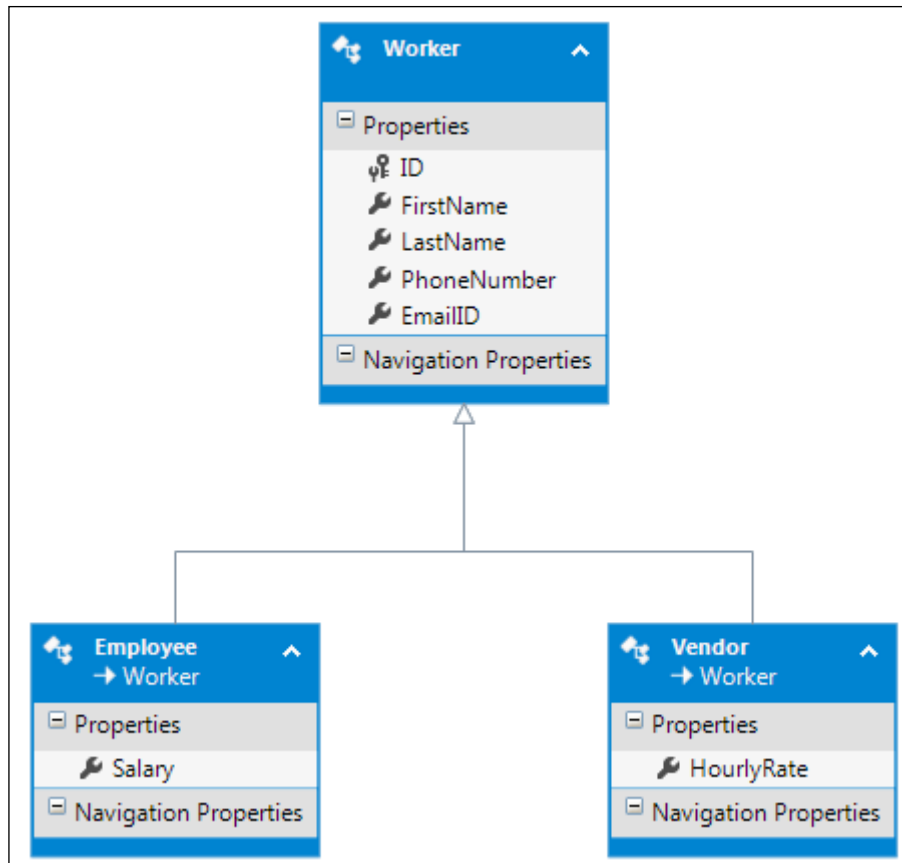 Worker
Properties
ID
FirstName
LastName
PhoneNumber
EmailID
Navigation Properties
Employee
Worker
Properties
Salary
Navigation Properties
Vendor
Worker
Properties
HourlyRate
Navigation Properties